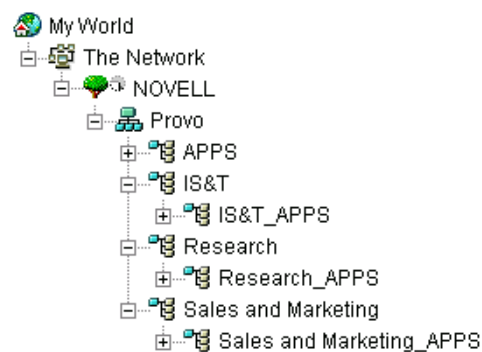 My World
The Network
NOVELL
Provo
APPS
IS&T
IS&T_APPS
Research
Research_APPS
Sales and Marketing
Sales and Marketing_APPS